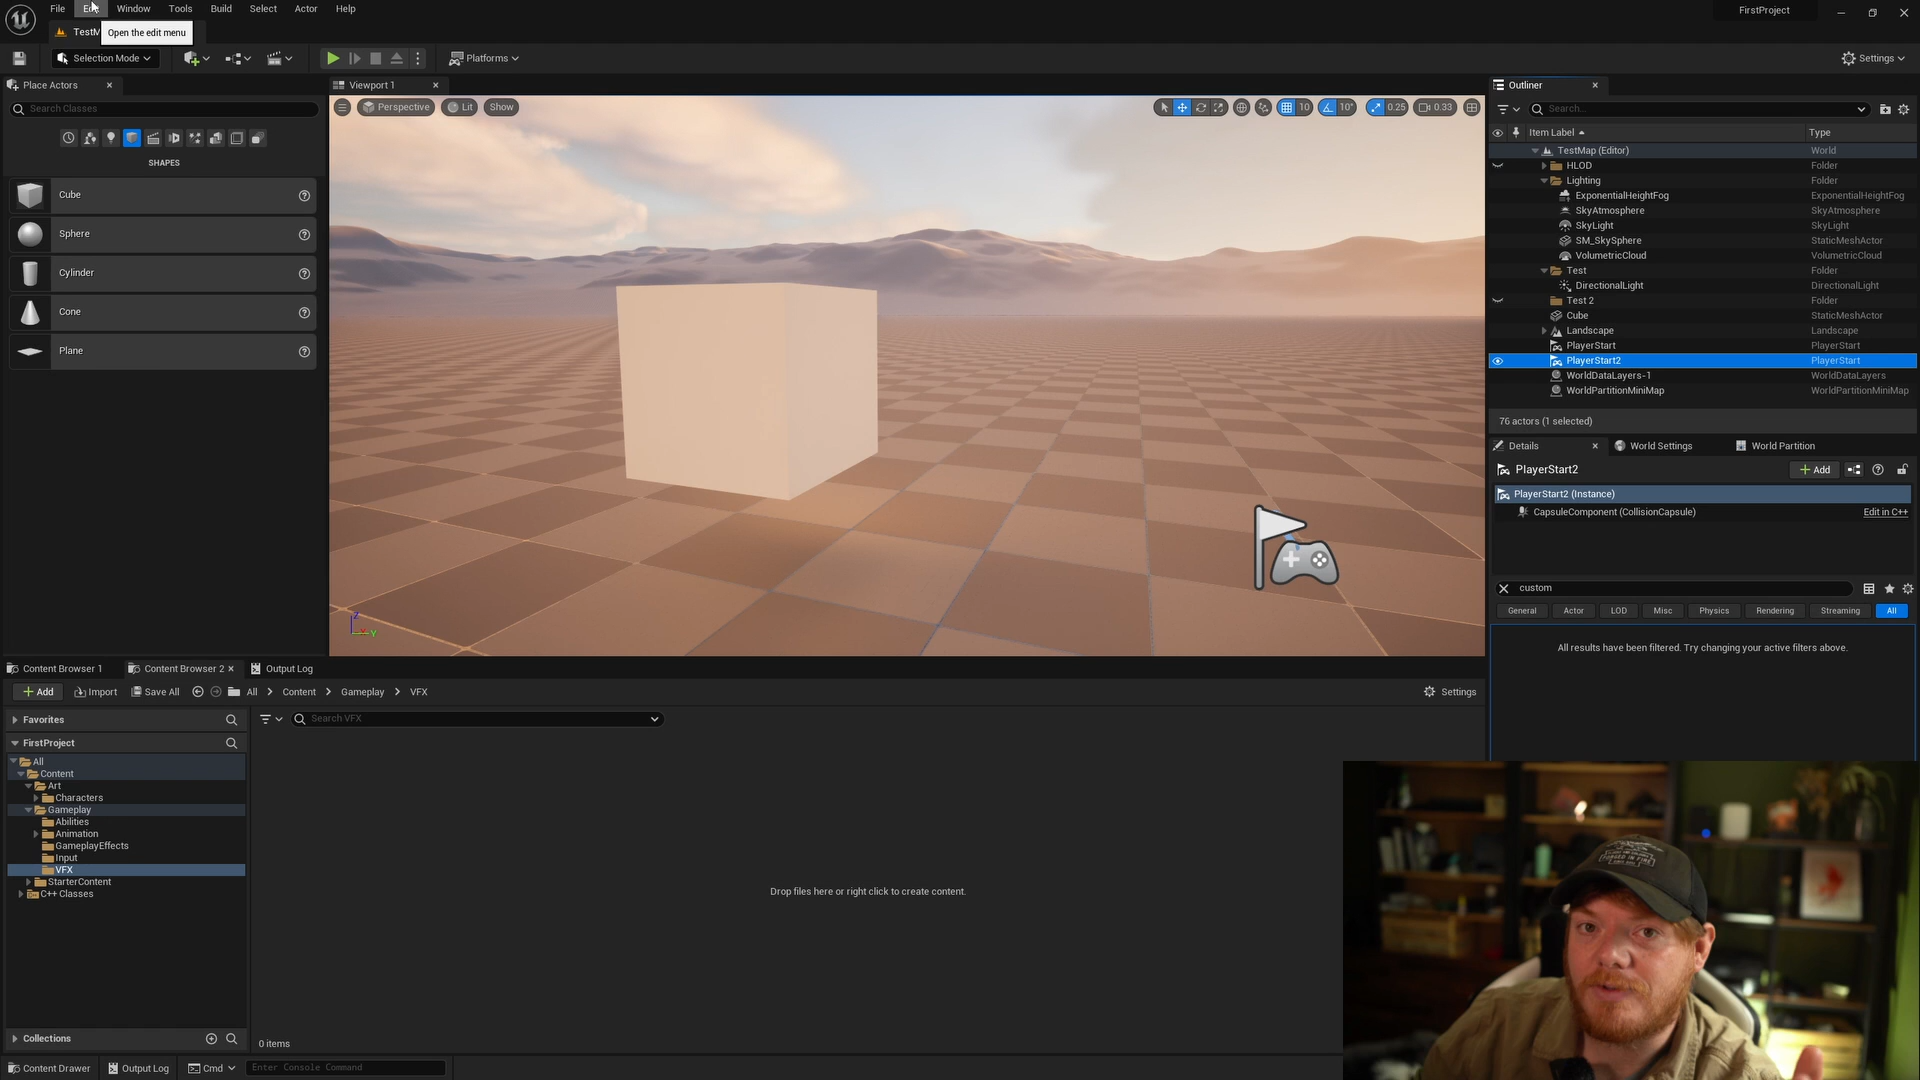 File Edit Window Tools Build Select Actor Help
FirstProject
TestM
Open the edit menu
Selection Mode
Platforms
Settings
Place Actors
Search Classes
SHAPES
Cube
Sphere
Cylinder
Cone
Plane
Viewport 1
Perspective Lit Show
10 10° 0.25 0.33
Outliner
Search...
Item Label Type
TestMap (Editor) World
HLOD Folder
Lighting Folder
ExponentialHeightFog ExponentialHeightFog
SkyAtmosphere SkyAtmosphere
SkyLight SkyLight
SM_SkySphere StaticMeshActor
VolumetricCloud VolumetricCloud
Test Folder
DirectionalLight DirectionalLight
Test 2 Folder
Cube StaticMeshActor
Landscape Landscape
PlayerStart PlayerStart
PlayerStart2 PlayerStart
WorldDataLayers-1 WorldDataLayers
WorldPartitionMiniMap WorldPartitionMiniMap
76 actors (1 selected)
Details World Settings World Partition
PlayerStart2 Add
PlayerStart2 (Instance)
CapsuleComponent (CollisionCapsule) Edit in C++
custom
General Actor LOD Misc Physics Rendering Streaming All
All results have been filtered. Try changing your active filters above.
Content Browser 1 Content Browser 2 Output Log
Add Import Save All All Content Gameplay VFX Settings
Favorites
Search VFX
FirstProject
All
Content
Art
Characters
Gameplay
Abilities
Animation
GameplayEffects
Input
VFX
StarterContent
C++ Classes
Drop files here or right click to create content.
Collections
0 items
Content Drawer Output Log Cmd Enter Console Command